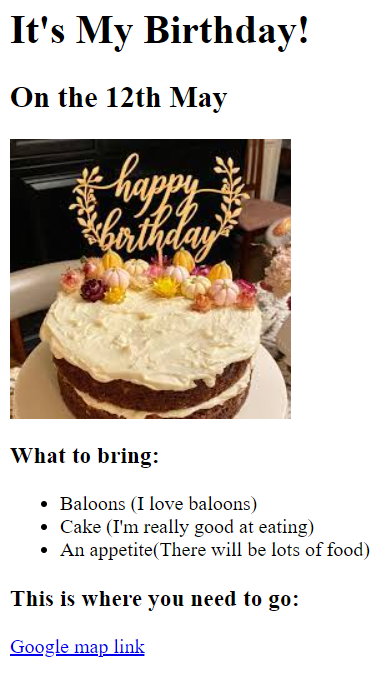 It's My Birthday!
On the 12th May
happy
birthday
What to bring:
Baloons (I love baloons)
Cake (I'm really good at eating)
An appetite(There will be lots of food)
This is where you need to go:
Google map link